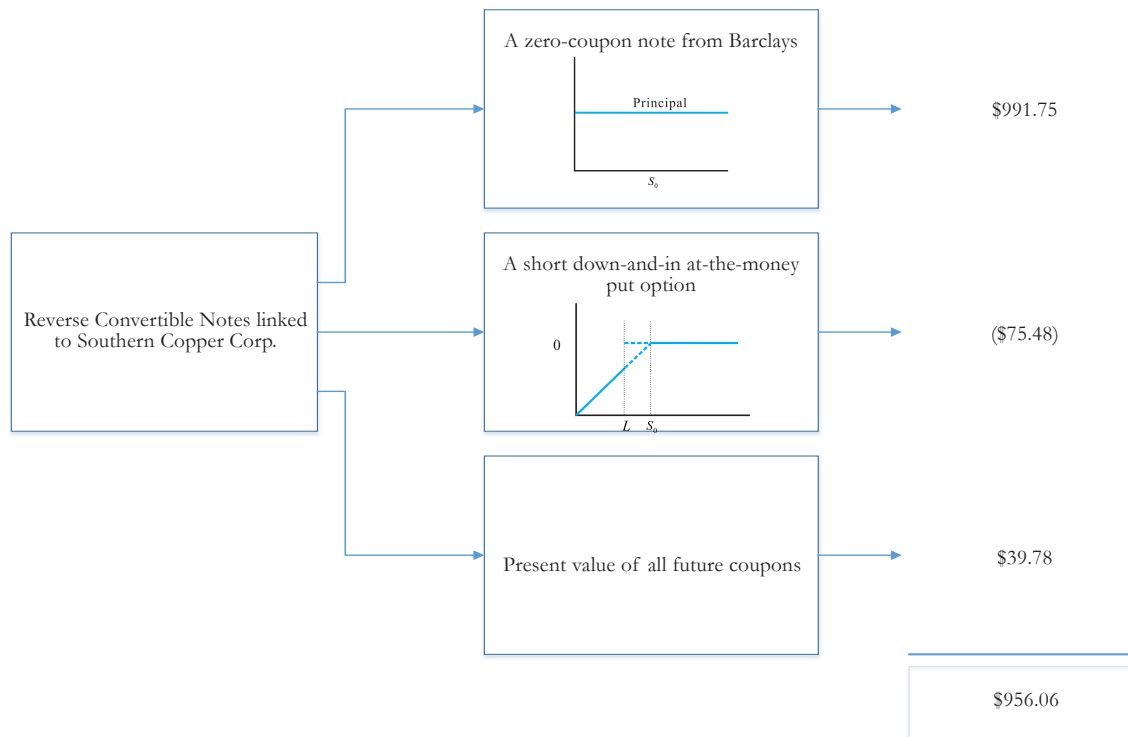 A zero-coupon note from Barclays
Principal
S₀
$991.75
Reverse Convertible Notes linked
to Southern Copper Corp.
A short down-and-in at-the-money
put option
0
L S₀
($75.48)
Present value of all future coupons
$39.78
$956.06